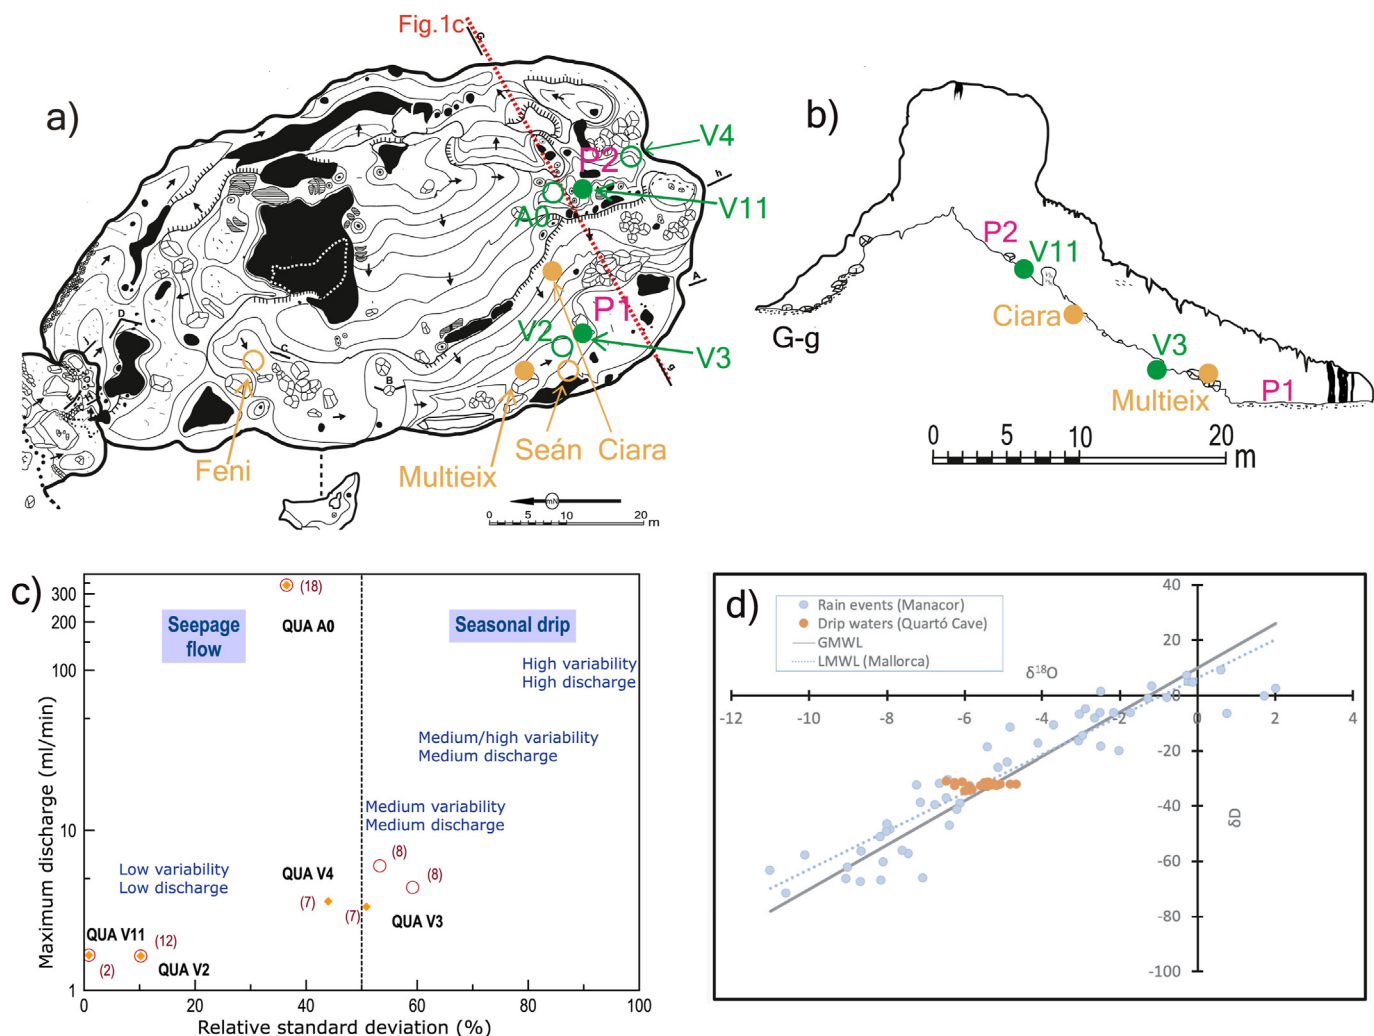 a)
Fig.1c
G
V4
P2
h
V11
A0
A
P1
V2
V3
g
D
C
B
Feni
Multieix
Seán
Ciara
mN
0 5 10 20 m
b)
P2
V11
Ciara
G-g
V3
Multieix
P1
0 5 10 20 m
c)
300
200
100
10
1
Maximum discharge (ml/min)
(18)
QUA A0
Seepage
flow
Seasonal drip
High variability
High discharge
Medium/high variability
Medium discharge
Medium variability
Medium discharge
Low variability
Low discharge
(8)
(8)
QUA V4
(7)
(7)
QUA V3
QUA V11
(12)
(2)
QUA V2
0 20 40 60 80 100
Relative standard deviation (%)
d)
Rain events (Manacor)
Drip waters (Quartó Cave)
GMWL
LMWL (Mallorca)
δ18O
40
20
0
-20
-40
-60
-80
-100
-12 -10 -8 -6 -4 -2 0 2 4
δD